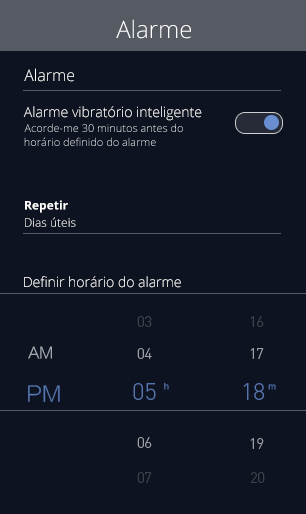 Alarme
Alarme
Alarme vibratório inteligente
Acorde-me 30 minutos antes do
horário definido do alarme
Repetir
Dias úteis
Definir horário do alarme
03 16
AM 04 17
PM 05 h 18 m
06 19
07 20